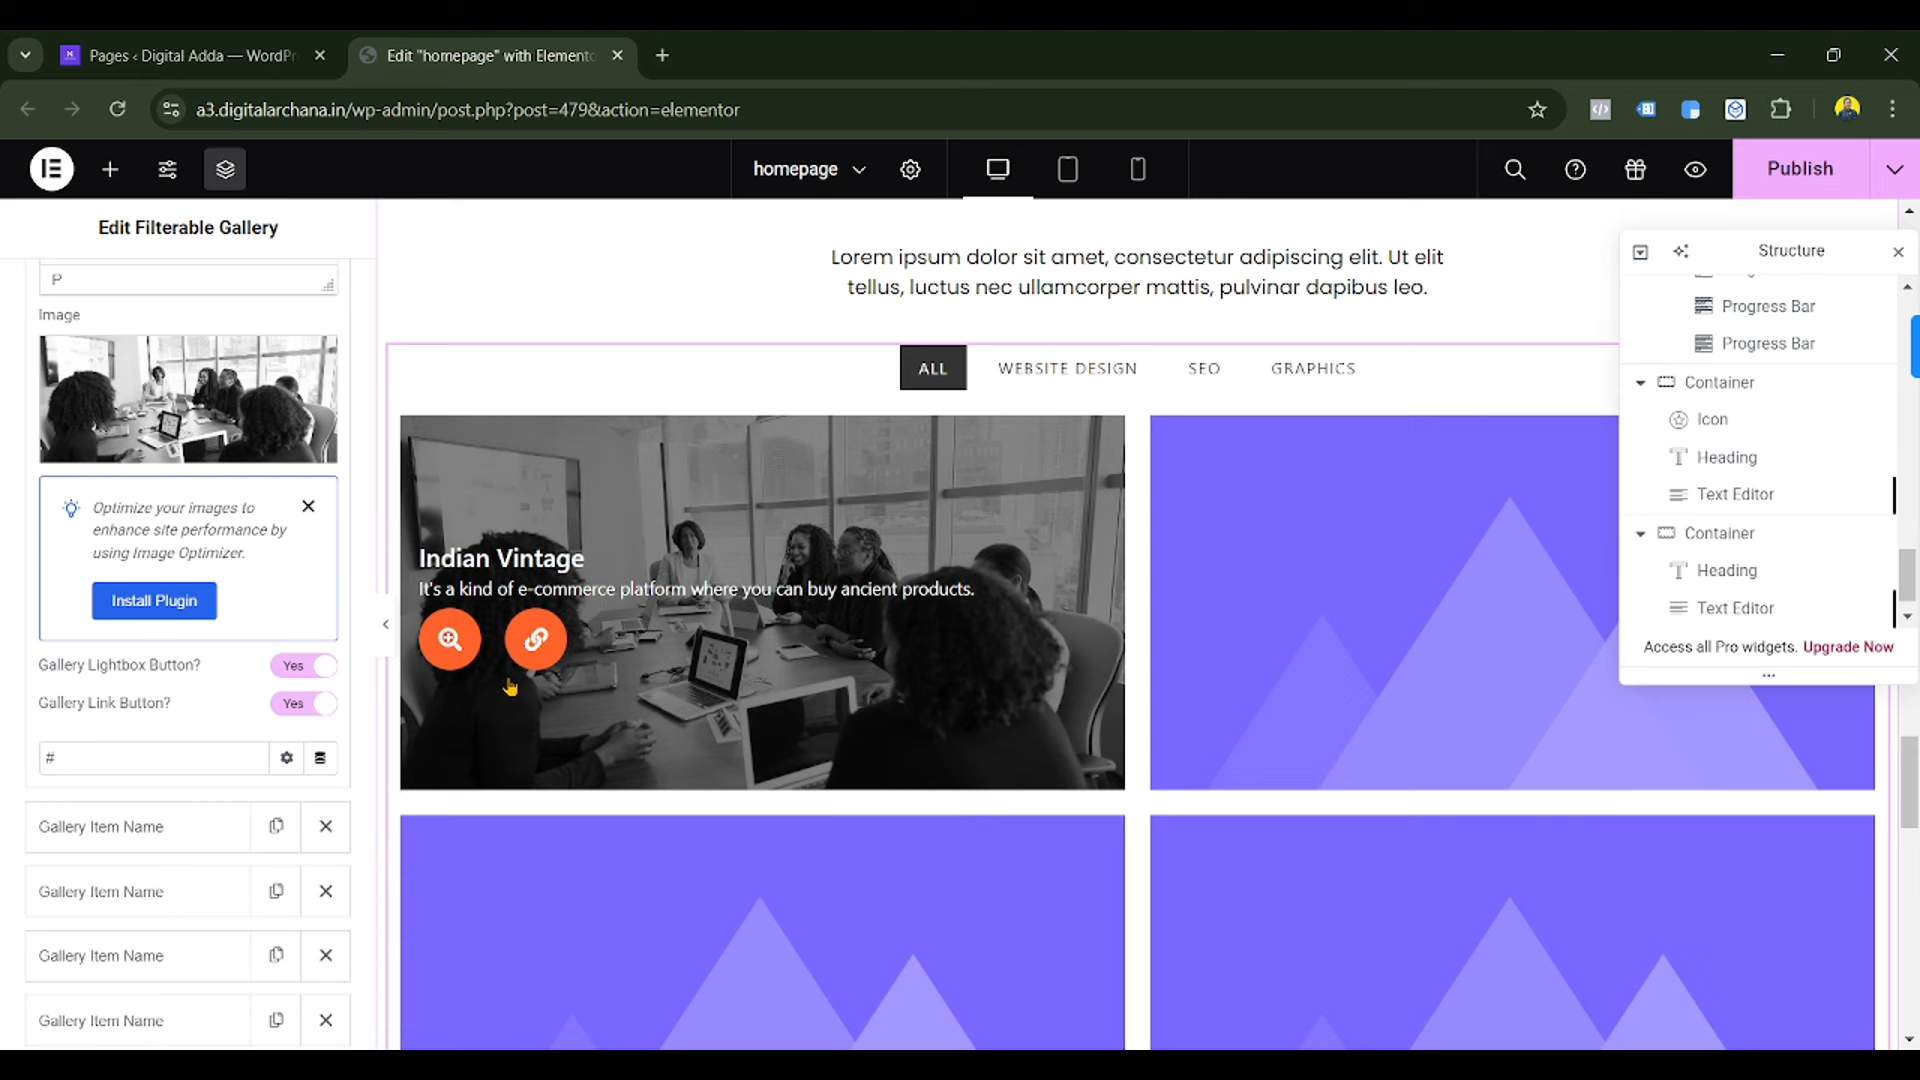 Pages ‹ Digital Adda — WordPr
Edit "homepage" with Elemento
a3.digitalarchana.in/wp-admin/post.php?post=479&action=elementor
homepage
Publish
Edit Filterable Gallery
P
Image
Optimize your images to
enhance site performance by
using Image Optimizer.
Install Plugin
Gallery Lightbox Button?
Yes
Gallery Link Button?
Yes
#
Gallery Item Name
Gallery Item Name
Gallery Item Name
Gallery Item Name
Lorem ipsum dolor sit amet, consectetur adipiscing elit. Ut elit
tellus, luctus nec ullamcorper mattis, pulvinar dapibus leo.
ALL
WEBSITE DESIGN
SEO
GRAPHICS
Indian Vintage
It's a kind of e-commerce platform where you can buy ancient products.
Structure
Progress Bar
Progress Bar
Container
Icon
Heading
Text Editor
Container
Heading
Text Editor
Access all Pro widgets. Upgrade Now